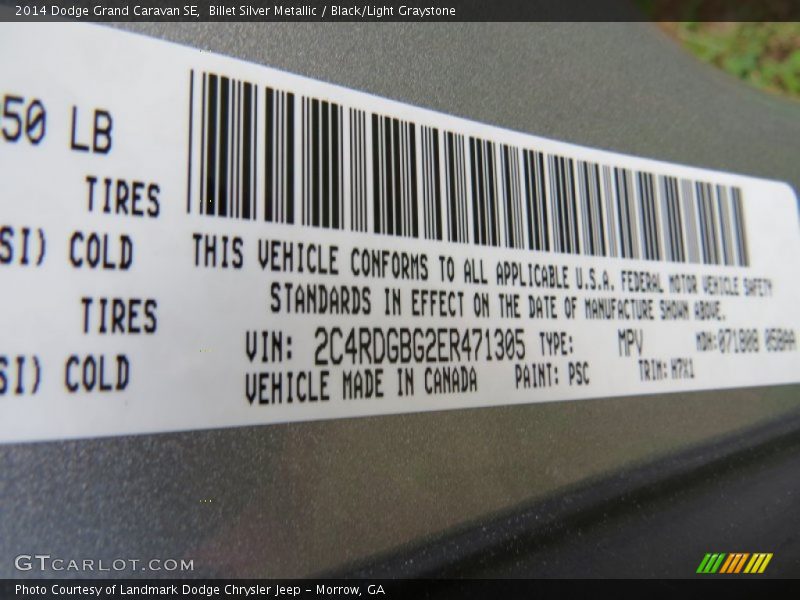 2014 Dodge Grand Caravan SE, Billet Silver Metallic / Black/Light Graystone
50 LB
TIRES
SI) COLD
TIRES
SI) COLD
THIS VEHICLE CONFORMS TO ALL APPLICABLE U.S.A. FEDERAL MOTOR VEHICLE SAFETY
STANDARDS IN EFFECT ON THE DATE OF MANUFACTURE SHOWN ABOVE.
VIN: 2C4RDGBG2ER471305 TYPE: MPV MDH:
VEHICLE MADE IN CANADA PAINT: PSC TRIM:
GTCARLOT.COM
Photo Courtesy of Landmark Dodge Chrysler Jeep – Morrow, GA